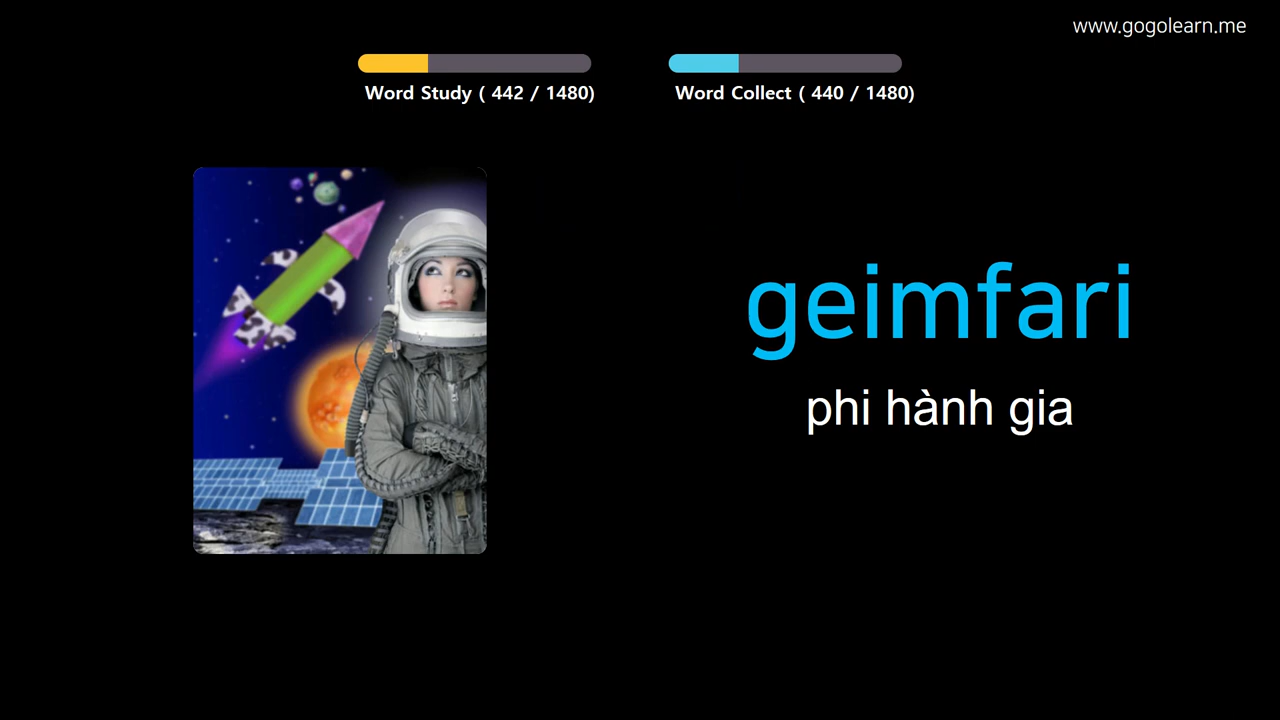 www.gogolearn.me
Word Study ( 442 / 1480)
Word Collect ( 440 / 1480)
geimfari
phi hành gia